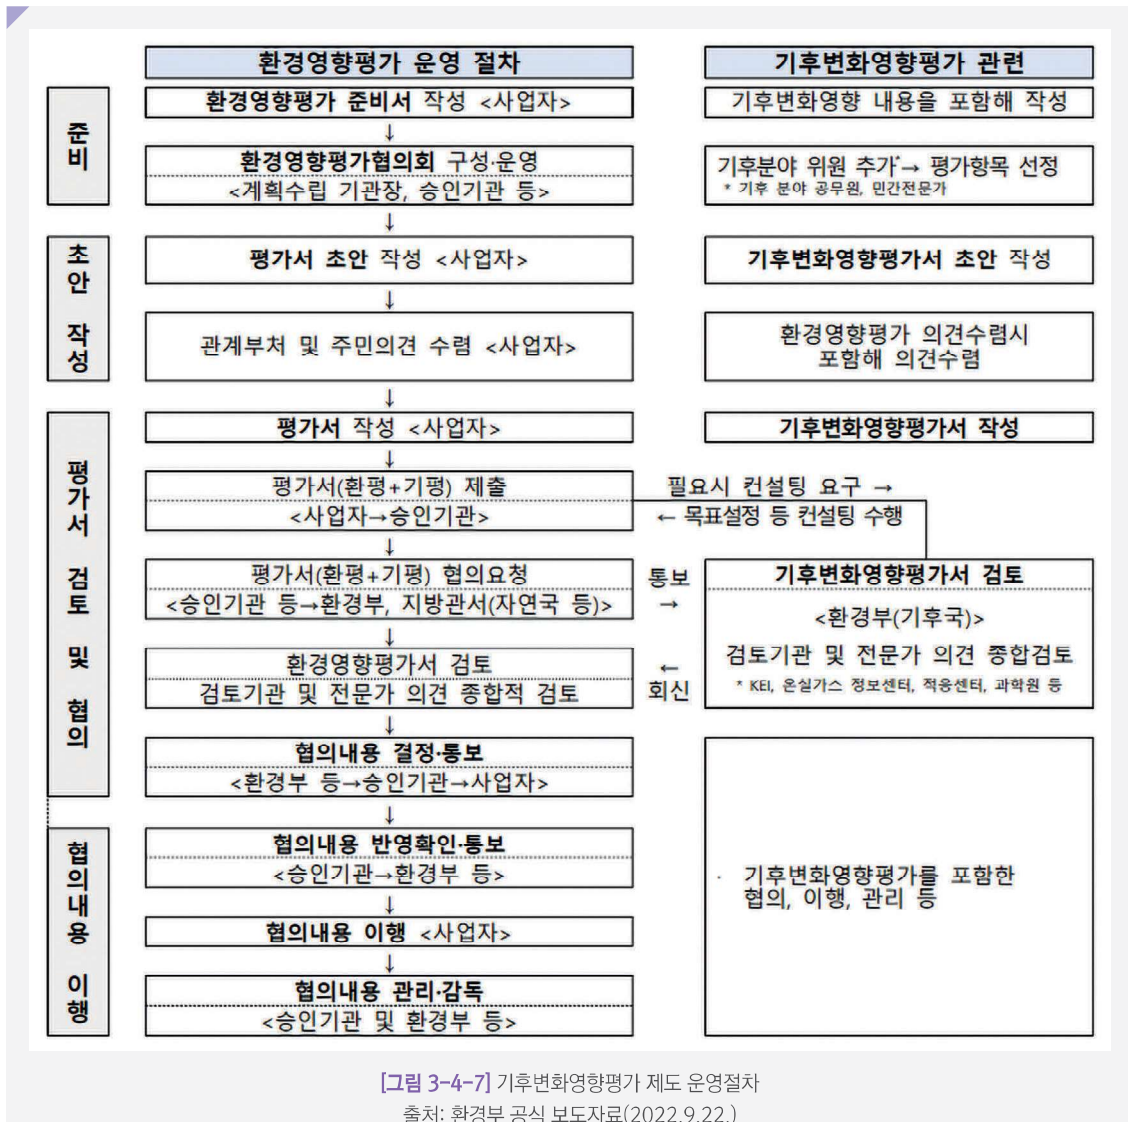 환경영향평가 운영 절차
기후변화영향평가 관련
준비
환경영향평가 준비서 작성 <사업자>
기후변화영향 내용을 포함해 작성
↓
환경영향평가협의회 구성·운영
<계획수립 기관장, 승인기관 등>
기후분야 위원 추가*→ 평가항목 선정
* 기후 분야 공무원, 민간전문가
↓
초안 작성
평가서 초안 작성 <사업자>
기후변화영향평가서 초안 작성
↓
관계부처 및 주민의견 수렴 <사업자>
환경영향평가 의견수렴시
포함해 의견수렴
↓
평가서 검토 및 협의
평가서 작성 <사업자>
기후변화영향평가서 작성
↓
평가서(환평+기평) 제출
<사업자→승인기관>
필요시 컨설팅 요구 →
← 목표설정 등 컨설팅 수행
↓
평가서(환평+기평) 협의요청
<승인기관 등→환경부, 지방관서(자연국 등)>
통보
→
기후변화영향평가서 검토
<환경부(기후국)>
검토기관 및 전문가 의견 종합검토
* KEI, 온실가스 정보센터, 적응센터, 과학원 등
↓
환경영향평가서 검토
검토기관 및 전문가 의견 종합적 검토
←
회신
↓
협의내용 결정·통보
<환경부 등→승인기관→사업자>
↓
협의내용 이행
협의내용 반영확인·통보
<승인기관→환경부 등>
· 기후변화영향평가를 포함한
협의, 이행, 관리 등
↓
협의내용 이행 <사업자>
↓
협의내용 관리·감독
<승인기관 및 환경부 등>
[그림 3-4-7] 기후변화영향평가 제도 운영절차
출처: 환경부 공식 보도자료(2022.9.22.)